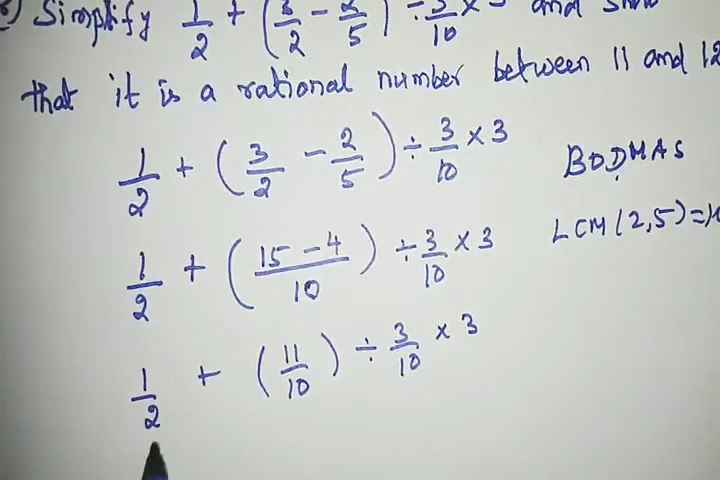 Simplify 1/2 + (3/2 - 2/5) ÷ 3/10 × 3 and show
that it is a rational number between 11 and 12
1/2 + (3/2 - 2/5) ÷ 3/10 × 3 BODMAS
1/2 + (15 - 4/10) ÷ 3/10 × 3 LCM (2,5) =
1/2 + (11/10) ÷ 3/10 × 3